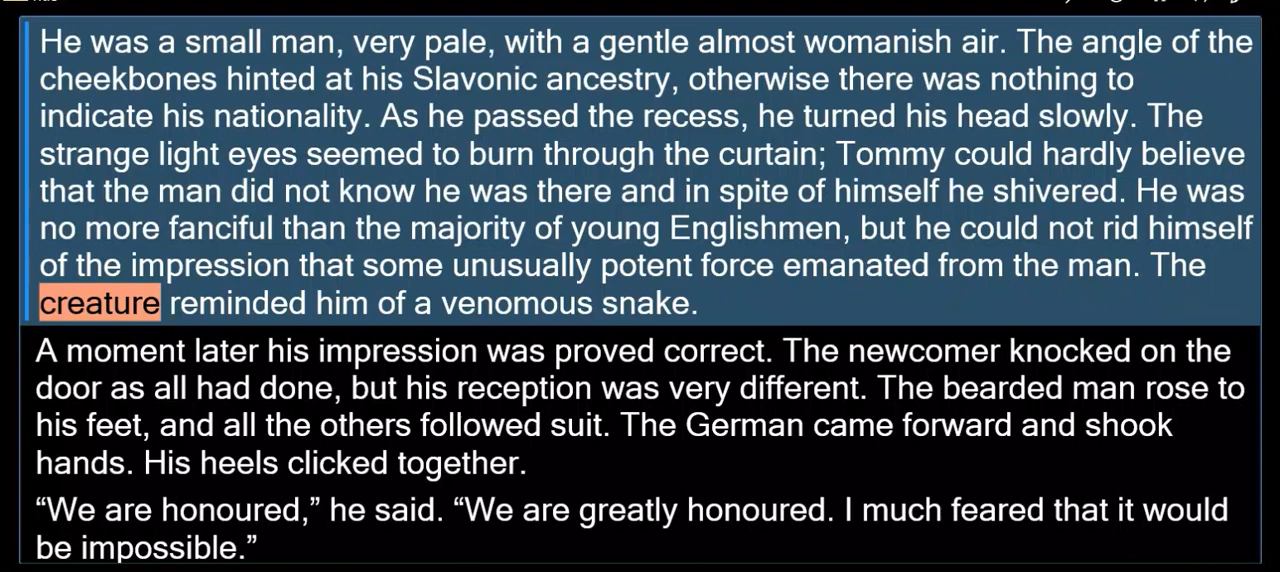 He was a small man, very pale, with a gentle almost womanish air. The angle of the
cheekbones hinted at his Slavonic ancestry, otherwise there was nothing to
indicate his nationality. As he passed the recess, he turned his head slowly. The
strange light eyes seemed to burn through the curtain; Tommy could hardly believe
that the man did not know he was there and in spite of himself he shivered. He was
no more fanciful than the majority of young Englishmen, but he could not rid himself
of the impression that some unusually potent force emanated from the man. The
creature reminded him of a venomous snake.
A moment later his impression was proved correct. The newcomer knocked on the
door as all had done, but his reception was very different. The bearded man rose to
his feet, and all the others followed suit. The German came forward and shook
hands. His heels clicked together.
“We are honoured,” he said. “We are greatly honoured. I much feared that it would
be impossible.”